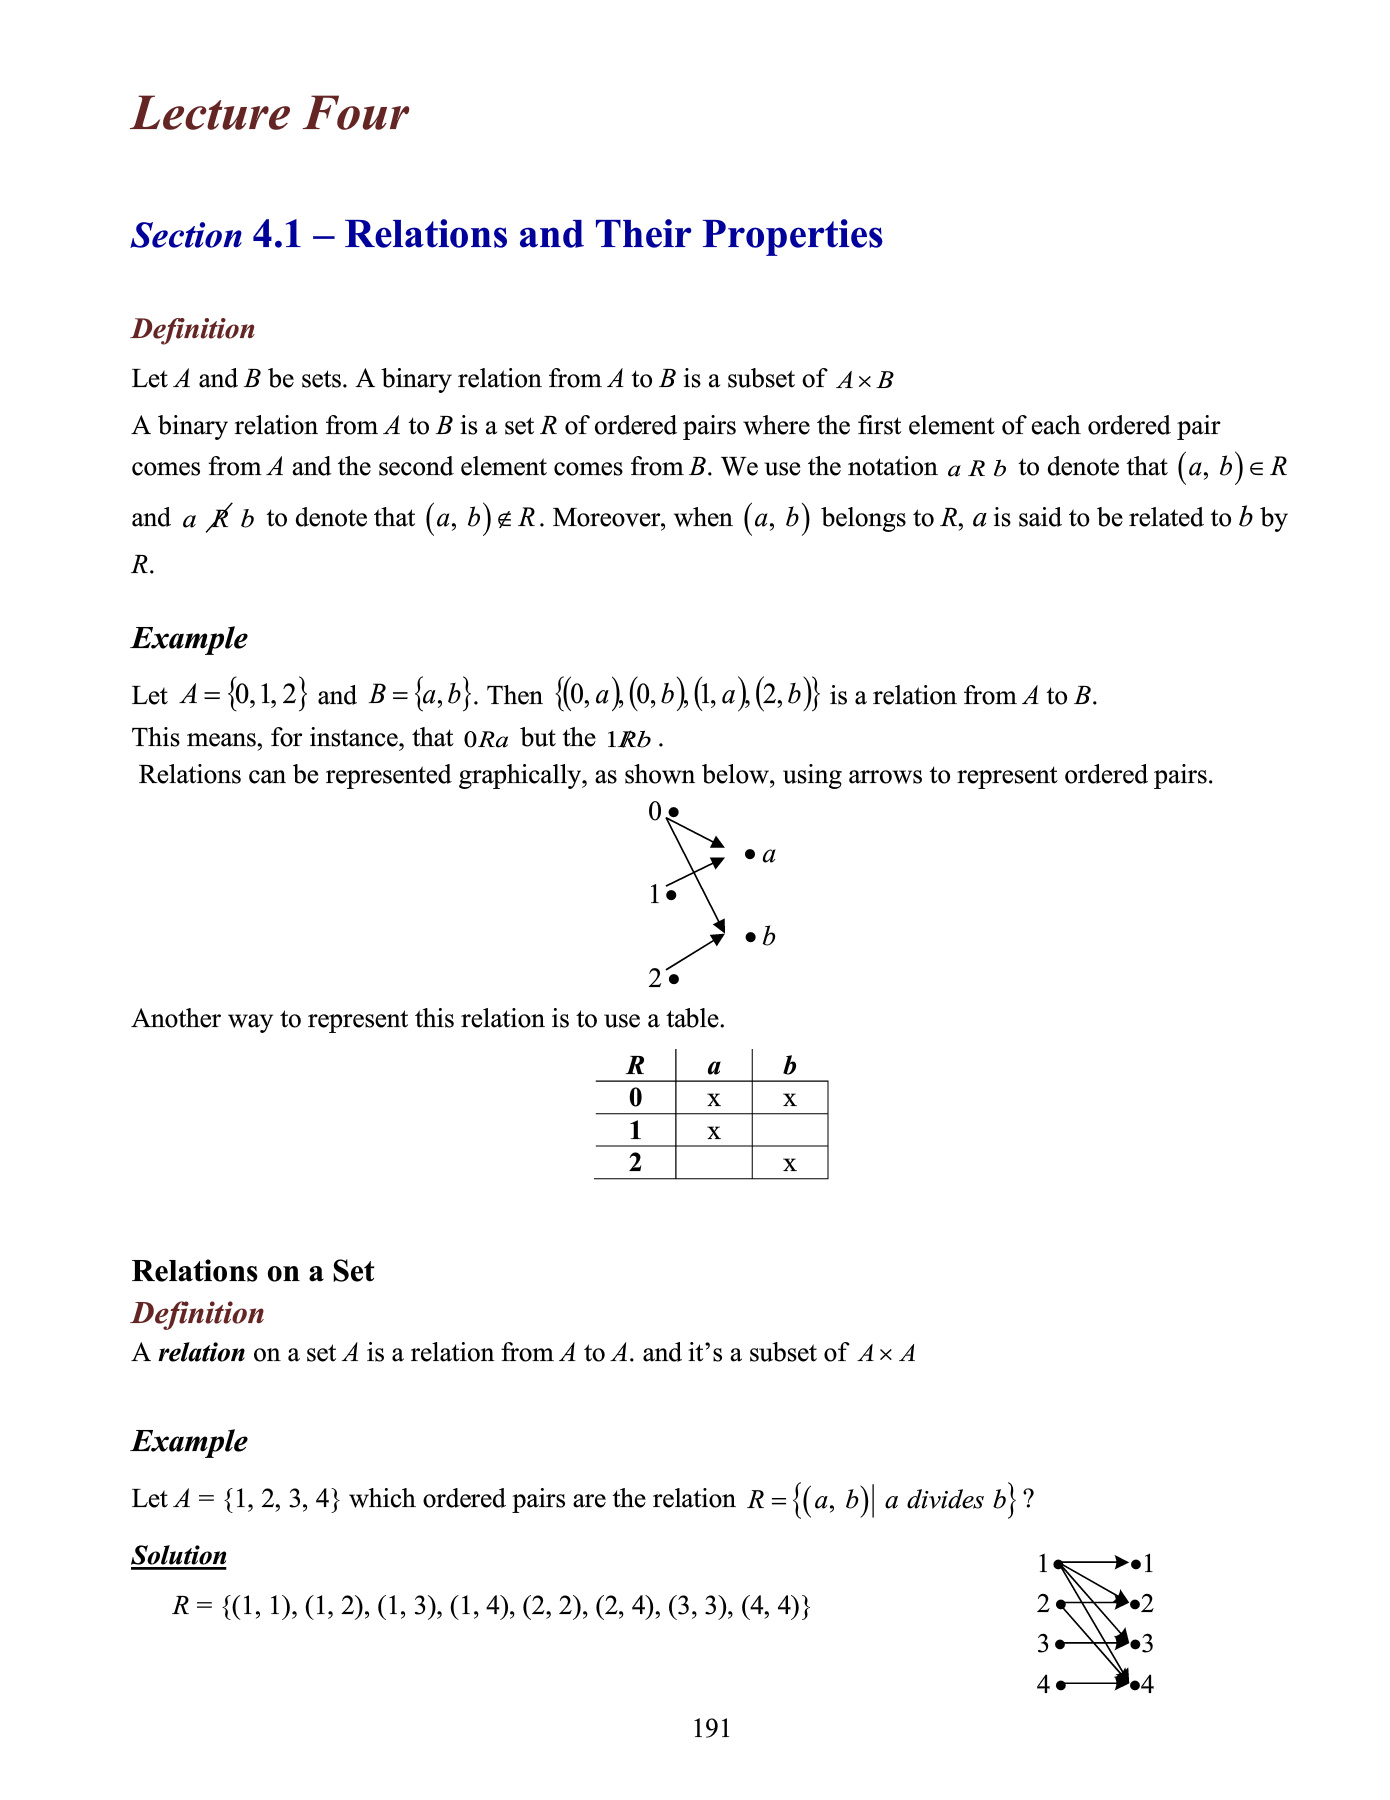 Lecture Four
Section 4.1 – Relations and Their Properties
Definition
Let A and B be sets. A binary relation from A to B is a subset of A × B
A binary relation from A to B is a set R of ordered pairs where the first element of each ordered pair
comes from A and the second element comes from B. We use the notation a R b to denote that (a, b) ∈ R
and a R̸ b to denote that (a, b) ∉ R. Moreover, when (a, b) belongs to R, a is said to be related to b by
R.
Example
Let A = {0, 1, 2} and B = {a, b}. Then {(0, a), (0, b), (1, a), (2, b)} is a relation from A to B.
This means, for instance, that 0Ra but the 1R̸b .
Relations can be represented graphically, as shown below, using arrows to represent ordered pairs.
0
a
1
b
2
Another way to represent this relation is to use a table.
R a b
0 x x
1 x
2 x
Relations on a Set
Definition
A relation on a set A is a relation from A to A. and it’s a subset of A × A
Example
Let A = {1, 2, 3, 4} which ordered pairs are the relation R = {(a, b)| a divides b} ?
Solution
R = {(1, 1), (1, 2), (1, 3), (1, 4), (2, 2), (2, 4), (3, 3), (4, 4)}
1 1
2 2
3 3
4 4
191